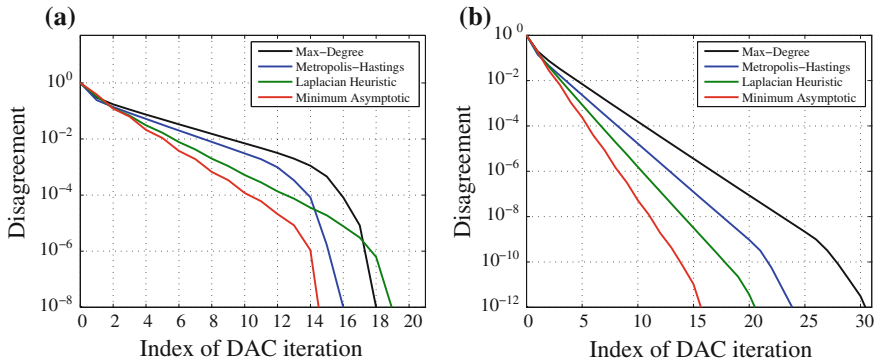 (a)
Disagreement
10^0
10^-2
10^-4
10^-6
10^-8
0 2 4 6 8 10 12 14 16 18 20
Index of DAC iteration
Max-Degree
Metropolis-Hastings
Laplacian Heuristic
Minimum Asymptotic
(b)
Disagreement
10^0
10^-2
10^-4
10^-6
10^-8
10^-10
10^-12
0 5 10 15 20 25 30
Index of DAC iteration
Max-Degree
Metropolis-Hastings
Laplacian Heuristic
Minimum Asymptotic